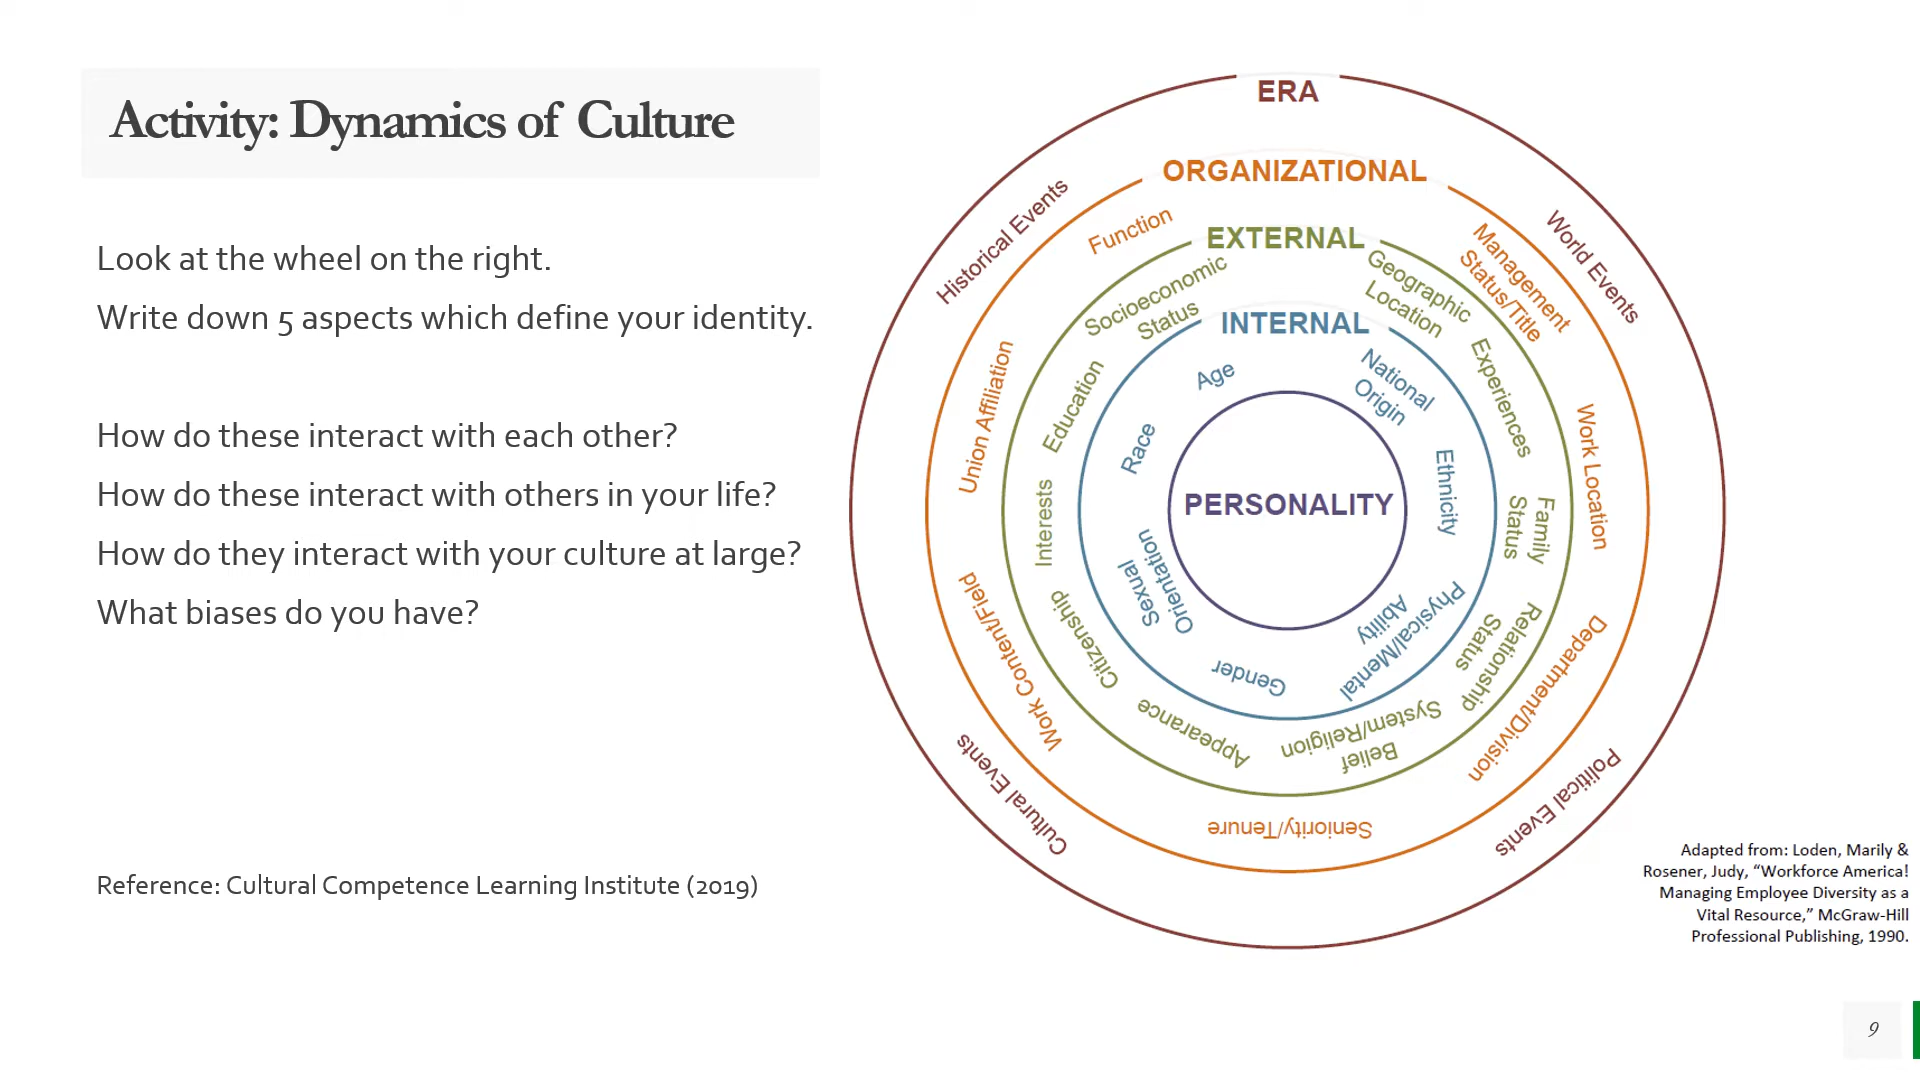 Activity: Dynamics of Culture
Look at the wheel on the right.
Write down 5 aspects which define your identity.
How do these interact with each other?
How do these interact with others in your life?
How do they interact with your culture at large?
What biases do you have?
Reference: Cultural Competence Learning Institute (2019)
ERA
Historical Events
World Events
Political Events
Cultural Events
ORGANIZATIONAL
Function
Management
Status/Title
Work Location
Department/Division
Seniority/Tenure
Work Content/Field
Union Affiliation
EXTERNAL
Socioeconomic
Status
Geographic
Location
Experiences
Family
Status
Relationship
Status
Belief
System/Religion
Appearance
Citizenship
Interests
Education
INTERNAL
Age
National
Origin
Ethnicity
Physical/Mental
Ability
Gender
Sexual
Orientation
Race
PERSONALITY
Adapted from: Loden, Marily &
Rosener, Judy, “Workforce America!
Managing Employee Diversity as a
Vital Resource,” McGraw-Hill
Professional Publishing, 1990.
9